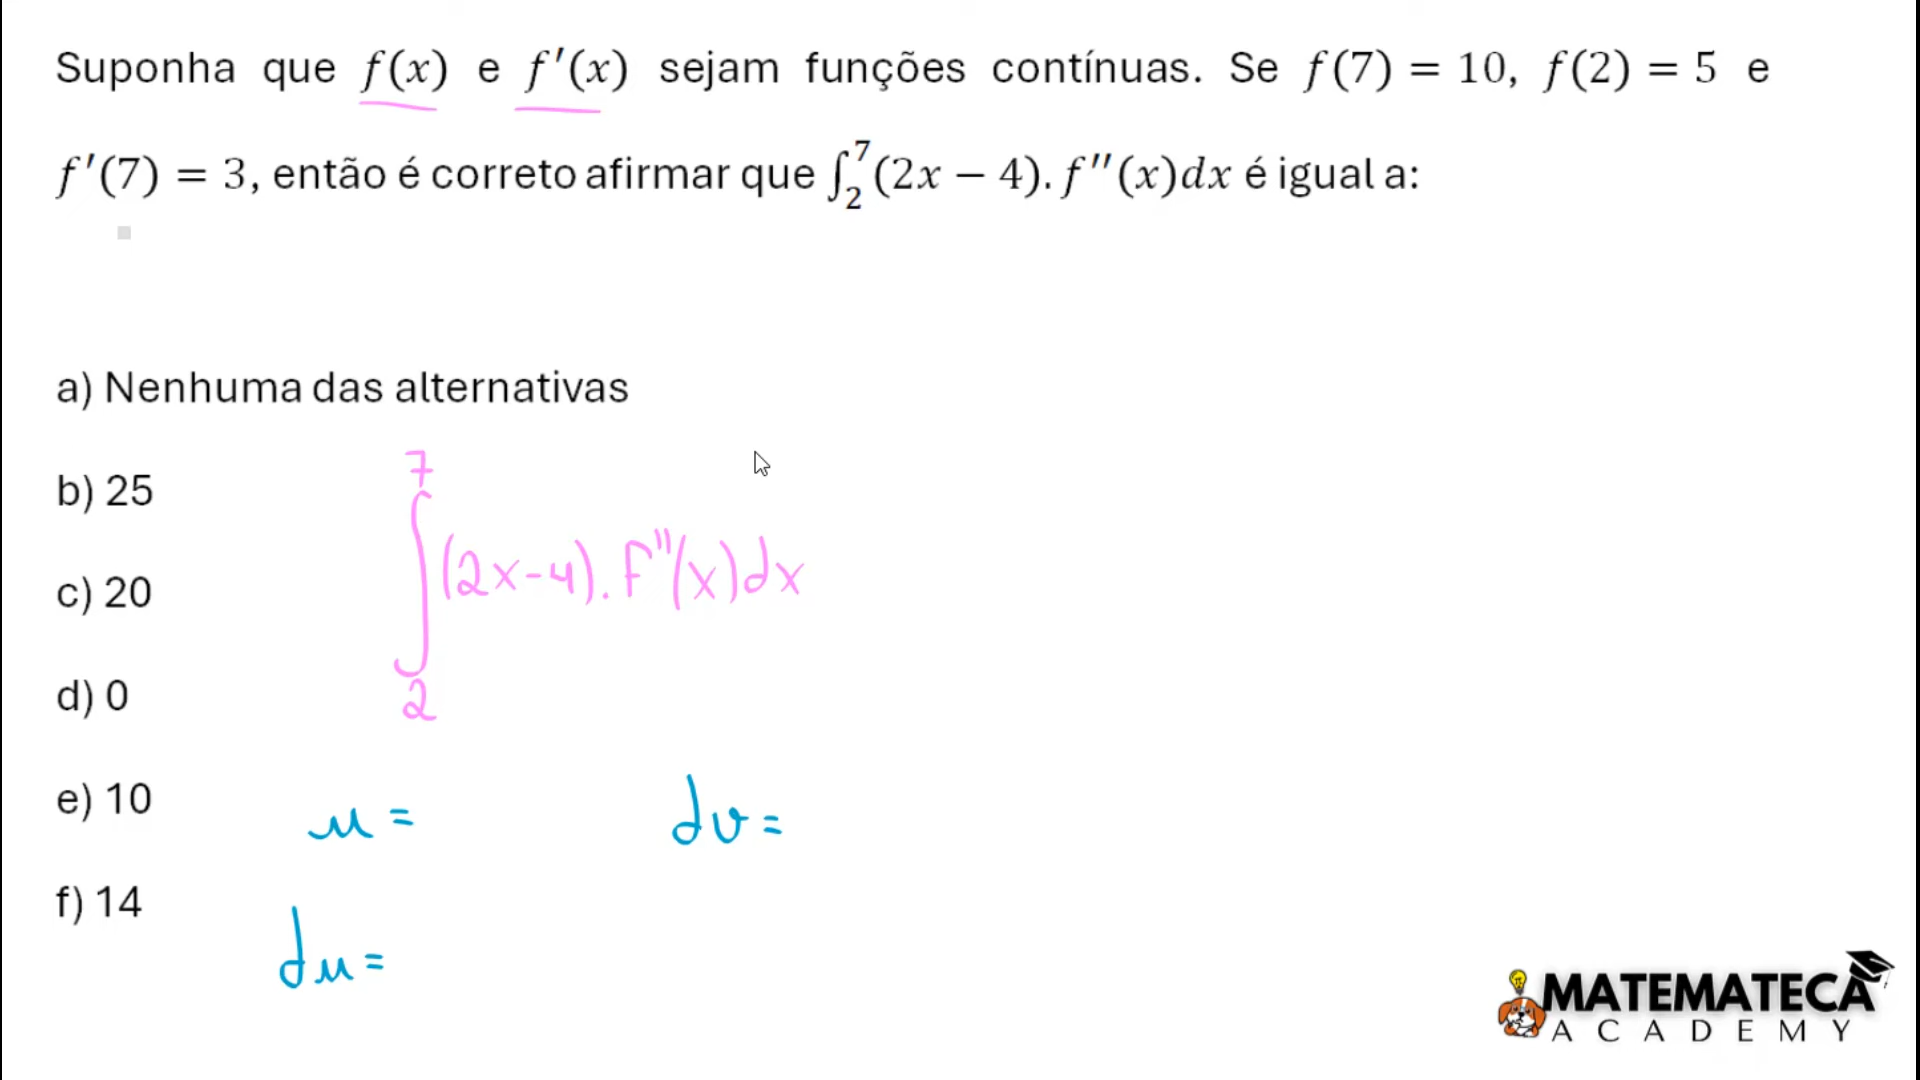 Suponha que f(x) e f'(x) sejam funções contínuas. Se f(7) = 10, f(2) = 5 e
f'(7) = 3, então é correto afirmar que ∫₂⁷(2x − 4). f''(x)dx é igual a:
a) Nenhuma das alternativas
b) 25
c) 20
d) 0
e) 10
f) 14
7
∫(2x-4). f''(x)dx
2
u =
dv =
du =
MATEMATECA
ACADEMY